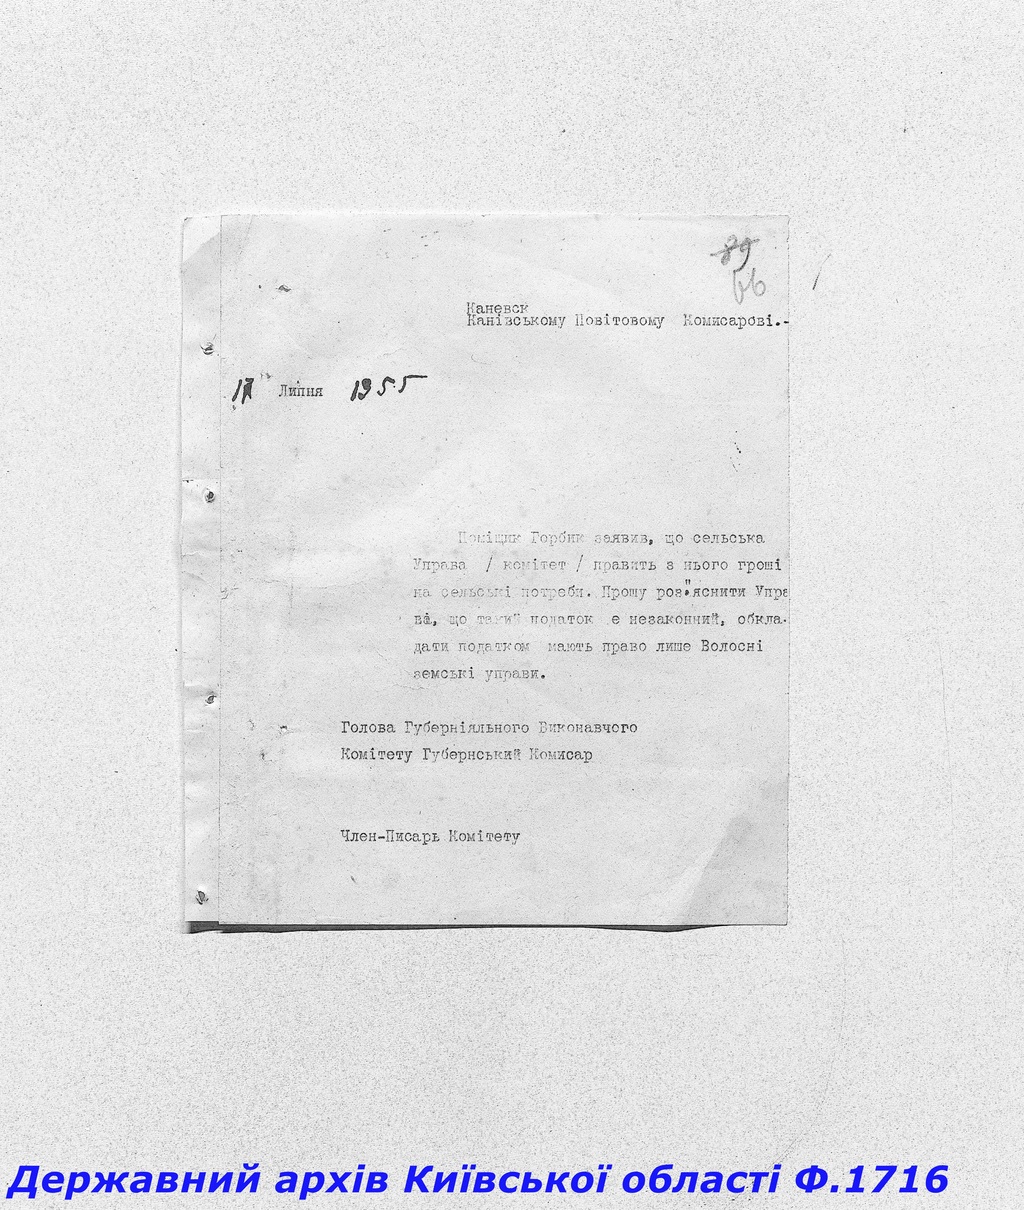 89
66
Каневск
Канівському Повітовому Комисарові.-
17 Липня 1955
Поміщик Горбик заявив, що сельська
Управа / комітет / править з нього гроші
на сельські потреби. Прошу роз"яснити Упра
ві, що такий податок е незаконний, обкла-
дати податком мають право лише Волосні
земські управи.
Голова Губерніяльного Виконавчого
Комітету Губернський Комисар
Член-Писарь Комітету
Державний архів Київської області Ф.1716